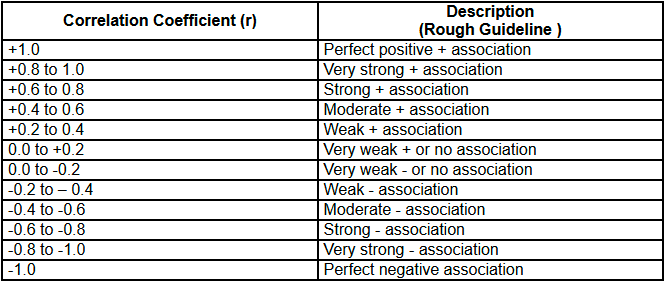 Correlation Coefficient (r) Description
(Rough Guideline )
+1.0 Perfect positive + association
+0.8 to 1.0 Very strong + association
+0.6 to 0.8 Strong + association
+0.4 to 0.6 Moderate + association
+0.2 to 0.4 Weak + association
0.0 to +0.2 Very weak + or no association
0.0 to -0.2 Very weak - or no association
-0.2 to – 0.4 Weak - association
-0.4 to -0.6 Moderate - association
-0.6 to -0.8 Strong - association
-0.8 to -1.0 Very strong - association
-1.0 Perfect negative association